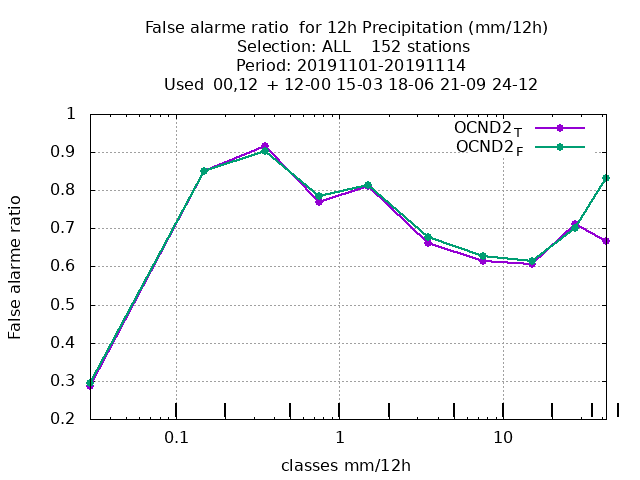 False alarme ratio  for 12h Precipitation (mm/12h)
Selection: ALL    152 stations
Period: 20191101-20191114
Used  00,12  + 12-00 15-03 18-06 21-09 24-12
OCND2T
OCND2F
False alarme ratio
1
0.9
0.8
0.7
0.6
0.5
0.4
0.3
0.2
0.1 1 10
classes mm/12h